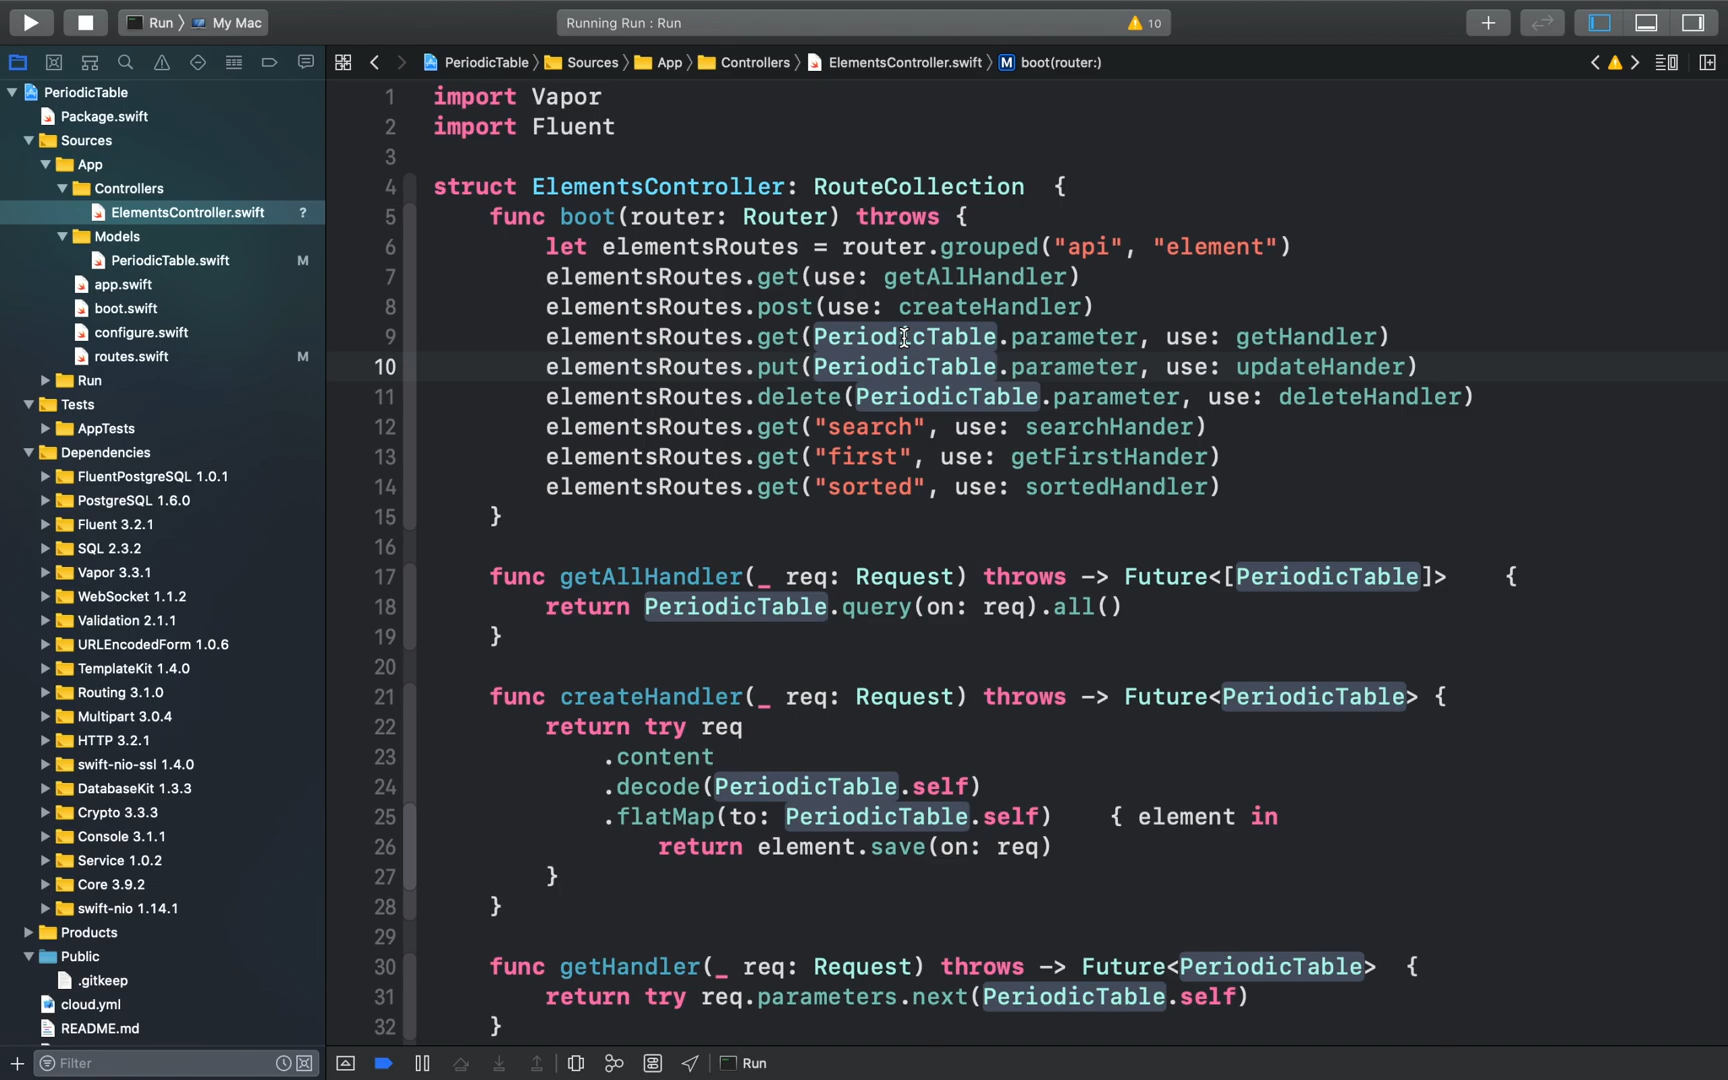 Run 〉 My Mac
Running Run : Run
10
PeriodicTable 〉 Sources 〉 App 〉 Controllers 〉 ElementsController.swift 〉 M boot(router:)
PeriodicTable
Package.swift
Sources
App
Controllers
ElementsController.swift ?
Models
PeriodicTable.swift M
app.swift
boot.swift
configure.swift
routes.swift M
Run
Tests
AppTests
Dependencies
FluentPostgreSQL 1.0.1
PostgreSQL 1.6.0
Fluent 3.2.1
SQL 2.3.2
Vapor 3.3.1
WebSocket 1.1.2
Validation 2.1.1
URLEncodedForm 1.0.6
TemplateKit 1.4.0
Routing 3.1.0
Multipart 3.0.4
HTTP 3.2.1
swift-nio-ssl 1.4.0
DatabaseKit 1.3.3
Crypto 3.3.3
Console 3.1.1
Service 1.0.2
Core 3.9.2
swift-nio 1.14.1
Products
Public
.gitkeep
cloud.yml
README.md
Filter
1 import Vapor
2 import Fluent
3
4 struct ElementsController: RouteCollection  {
5     func boot(router: Router) throws {
6         let elementsRoutes = router.grouped("api", "element")
7         elementsRoutes.get(use: getAllHandler)
8         elementsRoutes.post(use: createHandler)
9         elementsRoutes.get(PeriodicTable.parameter, use: getHandler)
10         elementsRoutes.put(PeriodicTable.parameter, use: updateHander)
11         elementsRoutes.delete(PeriodicTable.parameter, use: deleteHandler)
12         elementsRoutes.get("search", use: searchHander)
13         elementsRoutes.get("first", use: getFirstHander)
14         elementsRoutes.get("sorted", use: sortedHandler)
15     }
16
17     func getAllHandler(_ req: Request) throws -> Future<[PeriodicTable]>    {
18         return PeriodicTable.query(on: req).all()
19     }
20
21     func createHandler(_ req: Request) throws -> Future<PeriodicTable> {
22         return try req
23             .content
24             .decode(PeriodicTable.self)
25             .flatMap(to: PeriodicTable.self)    { element in
26                 return element.save(on: req)
27         }
28     }
29
30     func getHandler(_ req: Request) throws -> Future<PeriodicTable>  {
31         return try req.parameters.next(PeriodicTable.self)
32     }
Run